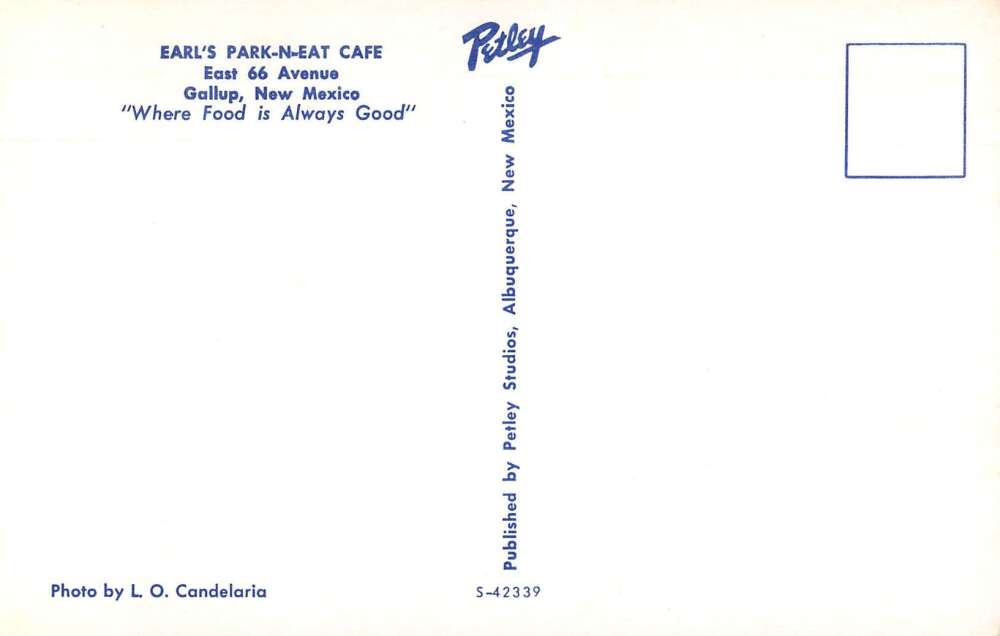 EARL'S PARK-N-EAT CAFE
East 66 Avenue
Gallup, New Mexico
"Where Food is Always Good"
Petley
Published by Petley Studios, Albuquerque, New Mexico
Photo by L. O. Candelaria
S-42339